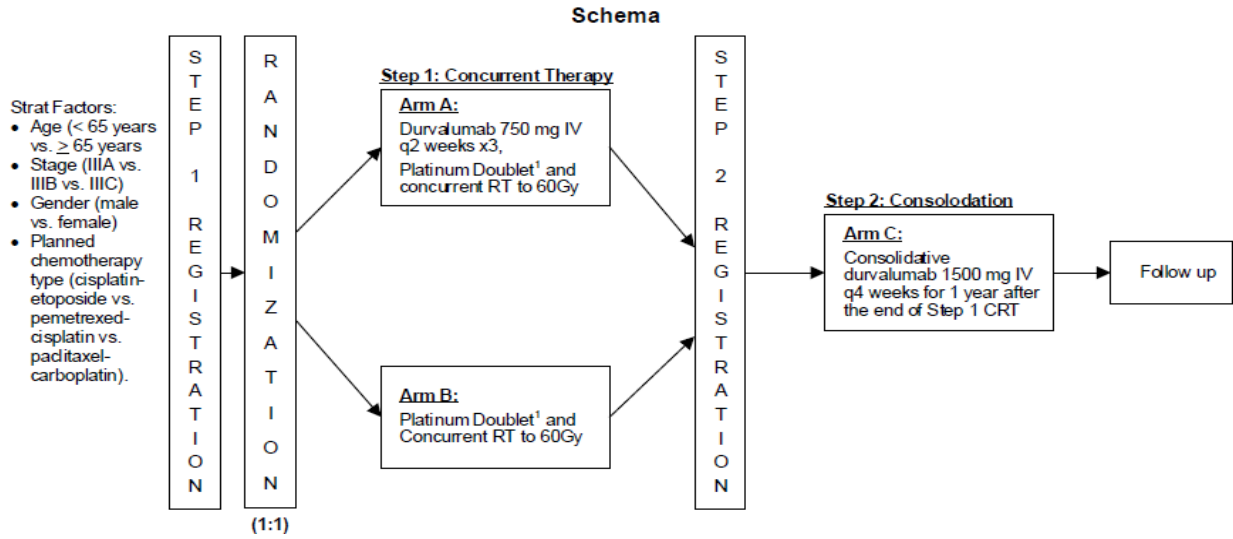 Schema
Strat Factors:
• Age (< 65 years
vs. ≥ 65 years
• Stage (IIIA vs.
IIIB vs. IIIC)
• Gender (male
vs. female)
• Planned
chemotherapy
type (cisplatin-
etoposide vs.
pemetrexed-
cisplatin vs.
paclitaxel-
carboplatin).
STEP 1 REGISTRATION
RANDOMIZATION
(1:1)
Step 1: Concurrent Therapy
Arm A:
Durvalumab 750 mg IV
q2 weeks x3,
Platinum Doublet¹ and
concurrent RT to 60Gy
Arm B:
Platinum Doublet¹ and
Concurrent RT to 60Gy
STEP 2 REGISTRATION
Step 2: Consolodation
Arm C:
Consolidative
durvalumab 1500 mg IV
q4 weeks for 1 year after
the end of Step 1 CRT
Follow up